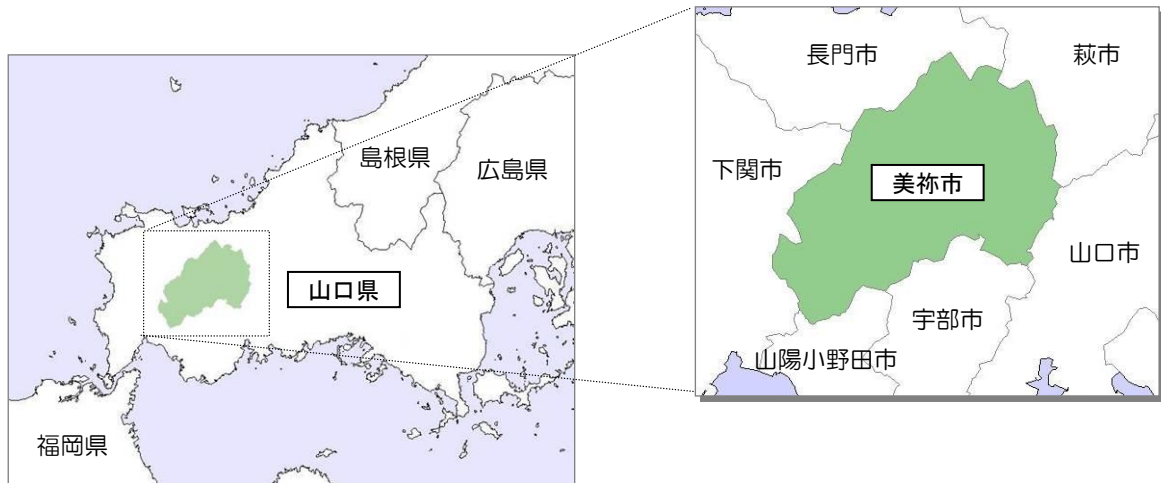 島根県
広島県
山口県
福岡県
長門市
萩市
下関市
美祢市
山口市
宇部市
山陽小野田市